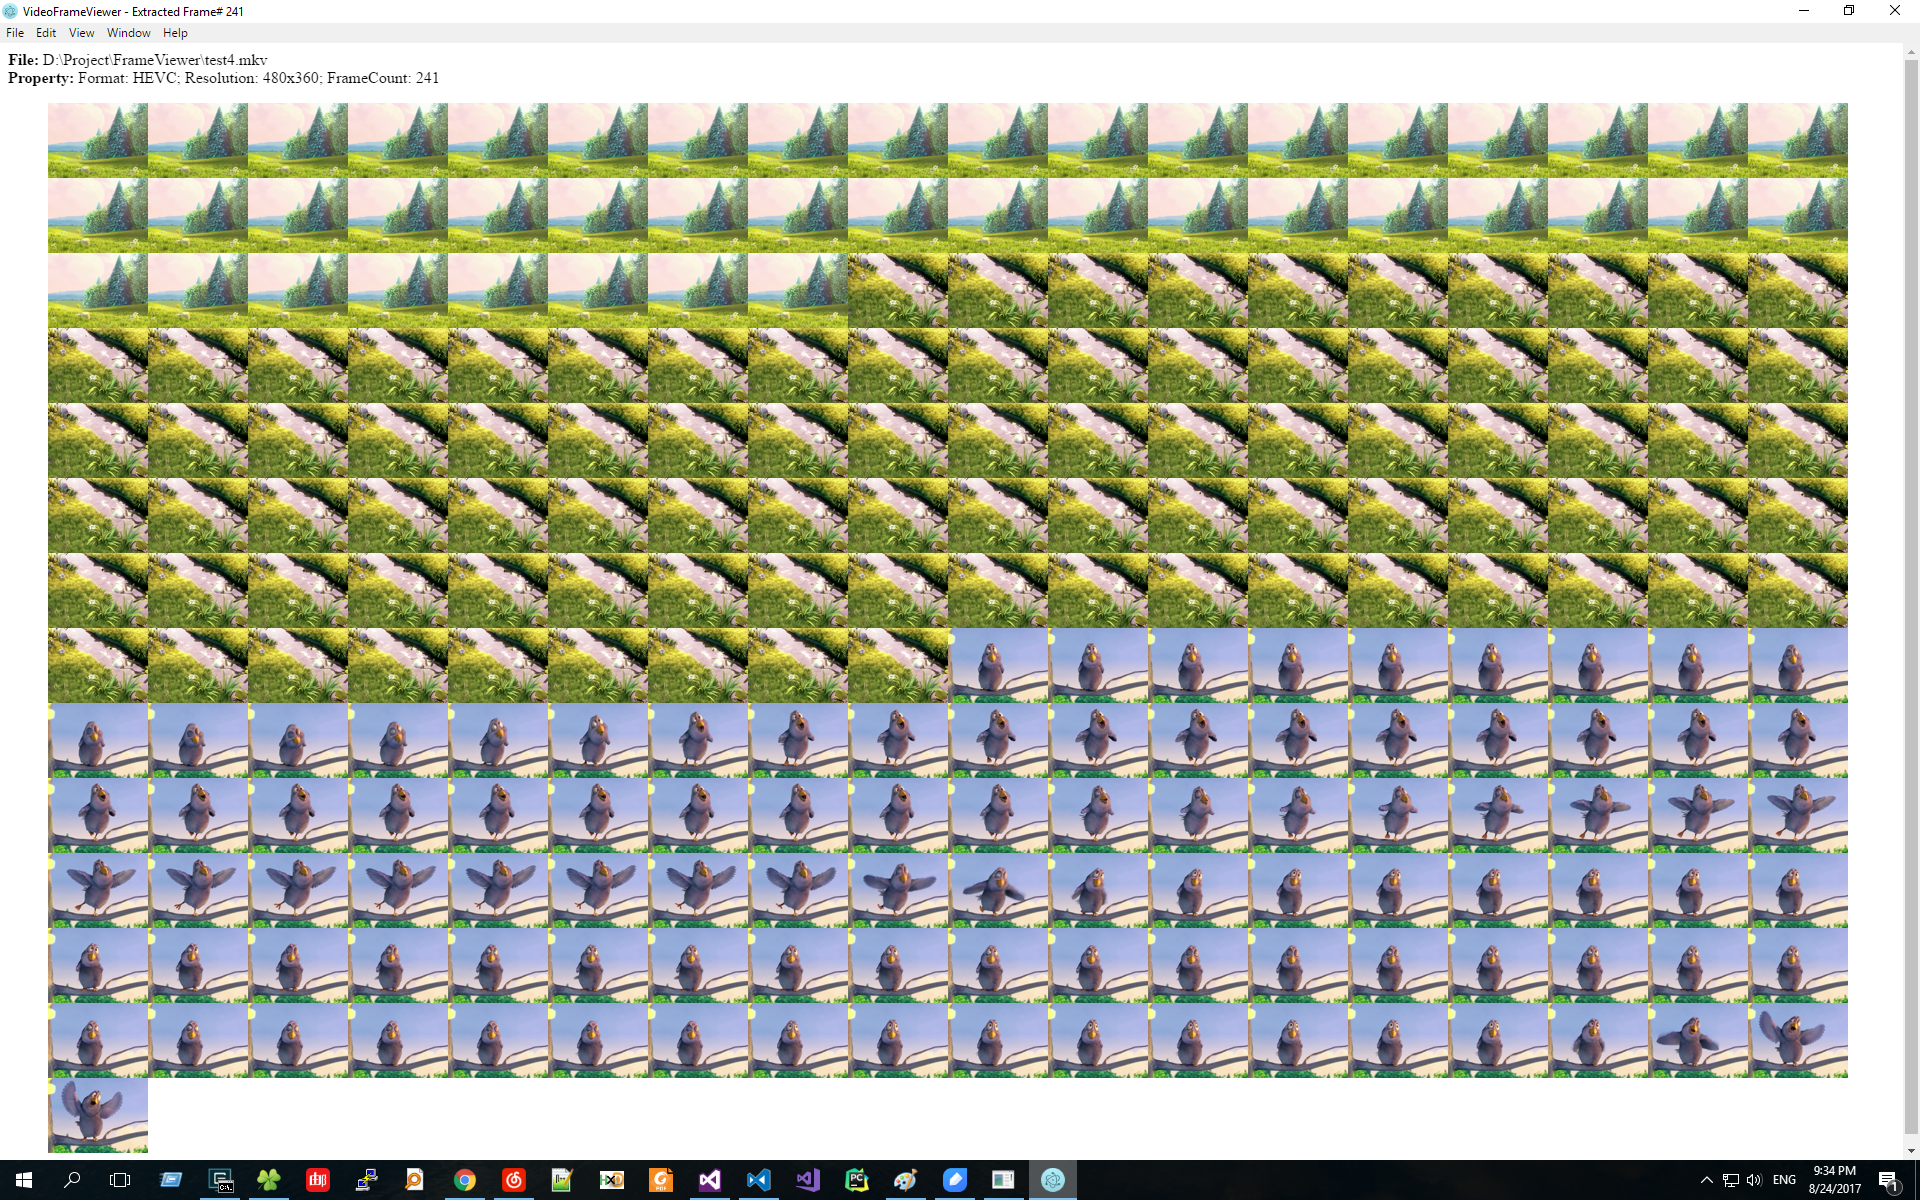 VideoFrameViewer - Extracted Frame# 241
File Edit View Window Help
File: D:\Project\FrameViewer\test4.mkv
Property: Format: HEVC; Resolution: 480x360; FrameCount: 241
9:34 PM
ENG
8/24/2017